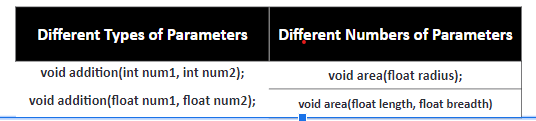 Different Types of Parameters
Different Numbers of Parameters
void addition(int num1, int num2);
void area(float radius);
void addition(float num1, float num2);
void area(float length, float breadth)